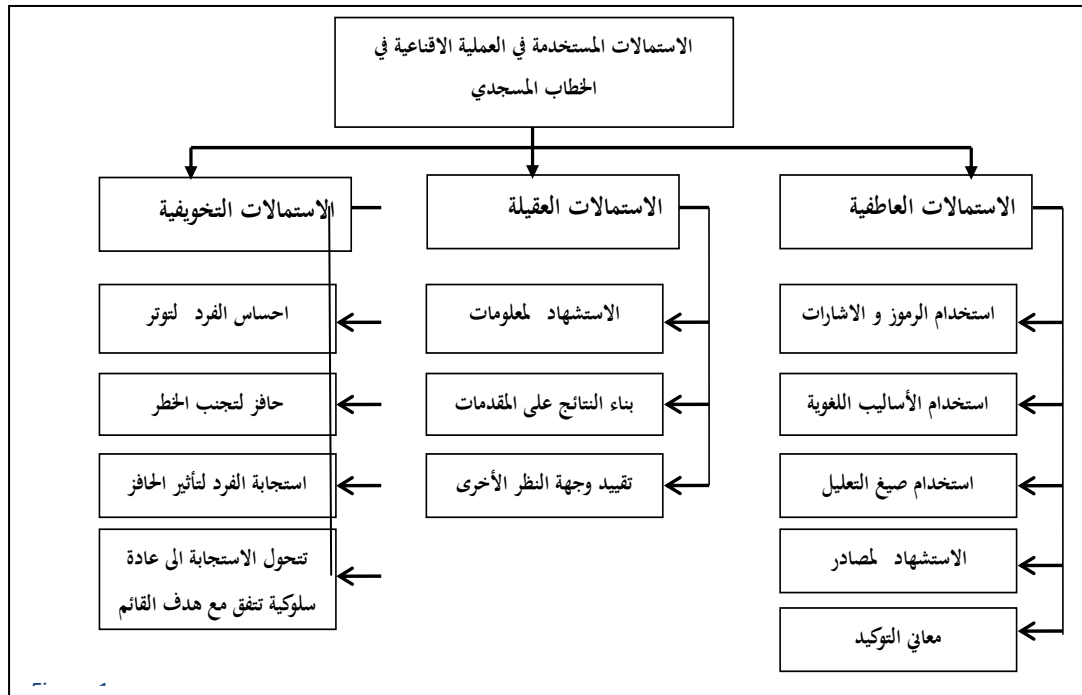 الاستمالات المستخدمة في العملية الاقناعية في
الخطاب المسجدي
الاستمالات العاطفية
استخدام الرموز و الاشارات
استخدام الأساليب اللغوية
استخدام صيغ التعليل
الاستشهاد لمصادر
معاني التوكيد
الاستمالات العقيلة
الاستشهاد لمعلومات
بناء النتائج على المقدمات
تقييد وجهة النظر الأخرى
الاستمالات التخويفية
احساس الفرد لتوتر
حافز لتجنب الخطر
استجابة الفرد لتأثير الحافز
تتحول الاستجابة الى عادة
سلوكية تتفق مع هدف القائم